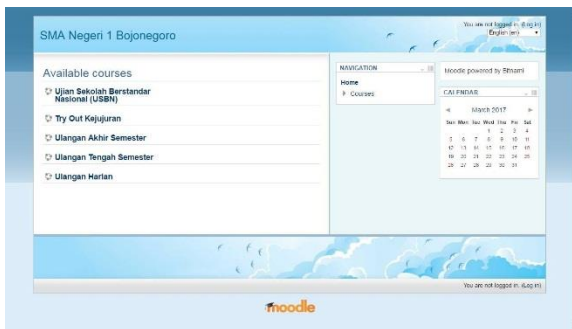 SMA Negeri 1 Bojonegoro
You are not logged in. (Log in)
English (en)
Available courses
Ujian Sekolah Berstandar
Nasional (USBN)
Try Out Kejujuran
Ulangan Akhir Semester
Ulangan Tengah Semester
Ulangan Harian
NAVIGATION
Home
Courses
Moodle powered by Bitnami
CALENDAR
March 2017
Sun Mon Tue Wed Thu Fri Sat
1 2 3 4
5 6 7 8 9 10 11
12 13 14 15 16 17 18
19 20 21 22 23 24 25
26 27 28 29 30 31
You are not logged in. (Log in)
moodle